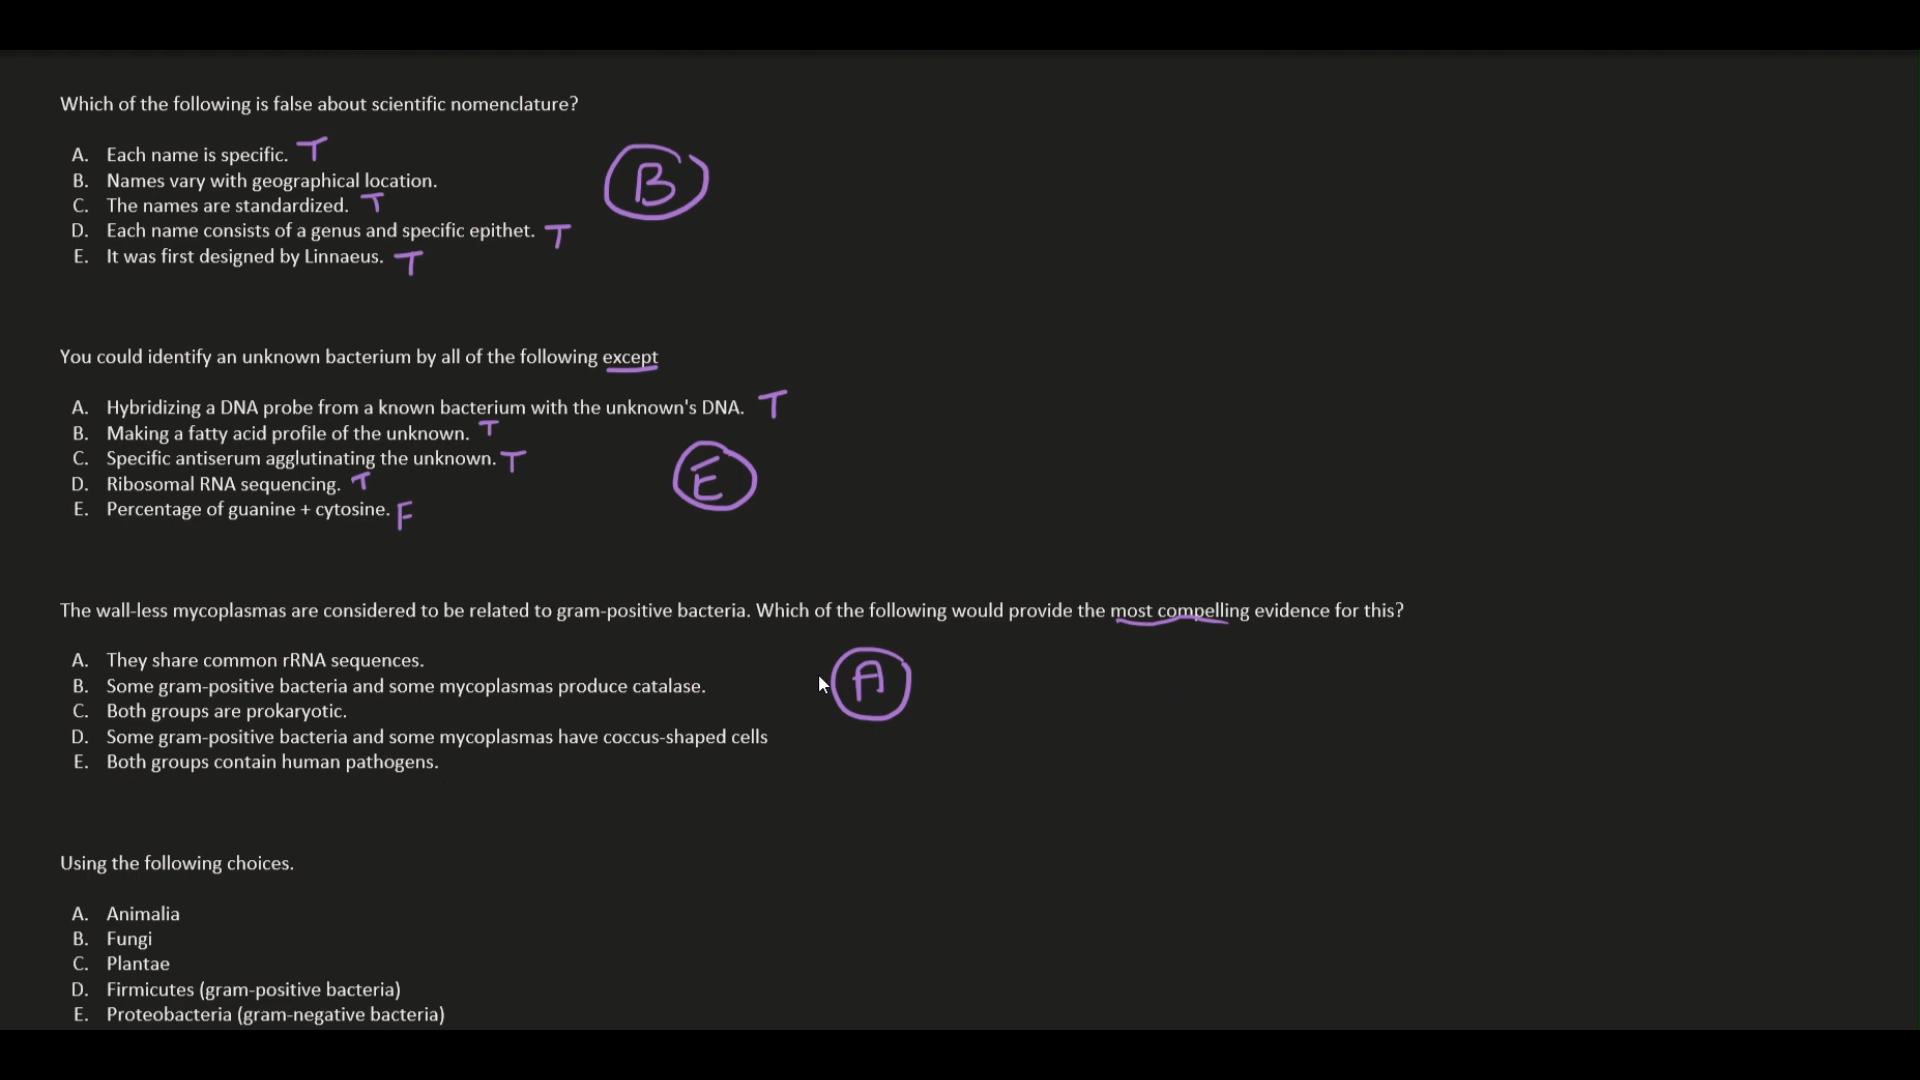 Which of the following is false about scientific nomenclature?
A. Each name is specific. T
B. Names vary with geographical location.
B
C. The names are standardized. T
D. Each name consists of a genus and specific epithet. T
E. It was first designed by Linnaeus. T
You could identify an unknown bacterium by all of the following except
A. Hybridizing a DNA probe from a known bacterium with the unknown's DNA. T
B. Making a fatty acid profile of the unknown. T
C. Specific antiserum agglutinating the unknown. T
D. Ribosomal RNA sequencing. T
E
E. Percentage of guanine + cytosine. F
The wall-less mycoplasmas are considered to be related to gram-positive bacteria. Which of the following would provide the most compelling evidence for this?
A. They share common rRNA sequences.
B. Some gram-positive bacteria and some mycoplasmas produce catalase.
A
C. Both groups are prokaryotic.
D. Some gram-positive bacteria and some mycoplasmas have coccus-shaped cells
E. Both groups contain human pathogens.
Using the following choices.
A. Animalia
B. Fungi
C. Plantae
D. Firmicutes (gram-positive bacteria)
E. Proteobacteria (gram-negative bacteria)